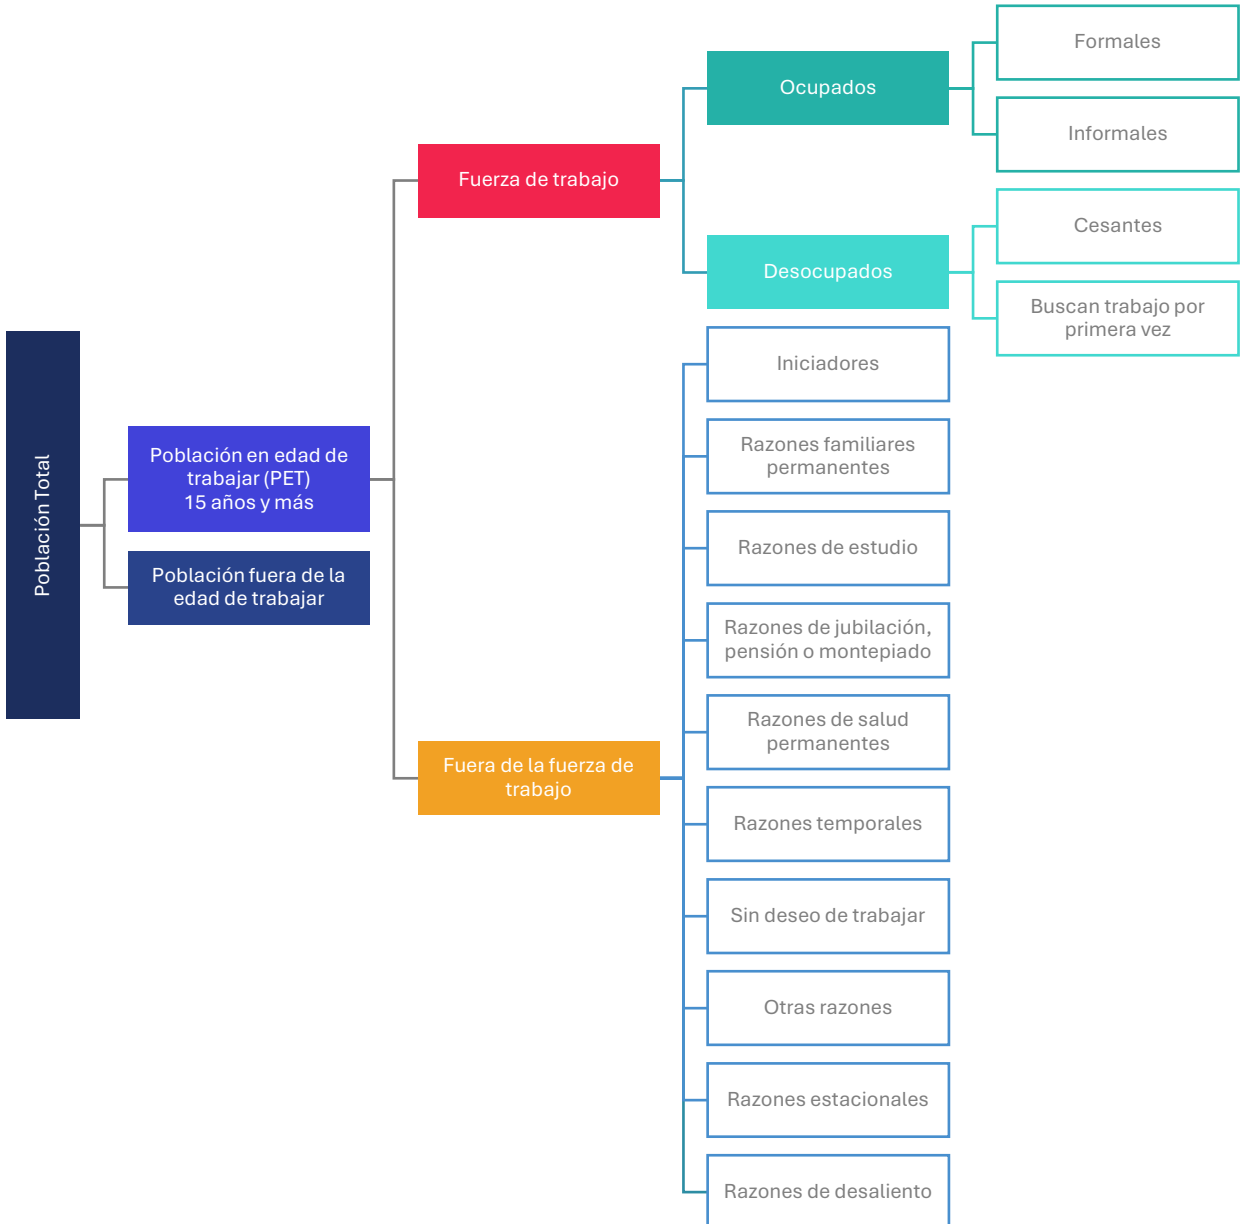 Población Total
Población en edad de
trabajar (PET)
15 años y más
Población fuera de la
edad de trabajar
Fuerza de trabajo
Ocupados
Formales
Informales
Desocupados
Cesantes
Buscan trabajo por
primera vez
Fuera de la fuerza de
trabajo
Iniciadores
Razones familiares
permanentes
Razones de estudio
Razones de jubilación,
pensión o montepiado
Razones de salud
permanentes
Razones temporales
Sin deseo de trabajar
Otras razones
Razones estacionales
Razones de desaliento